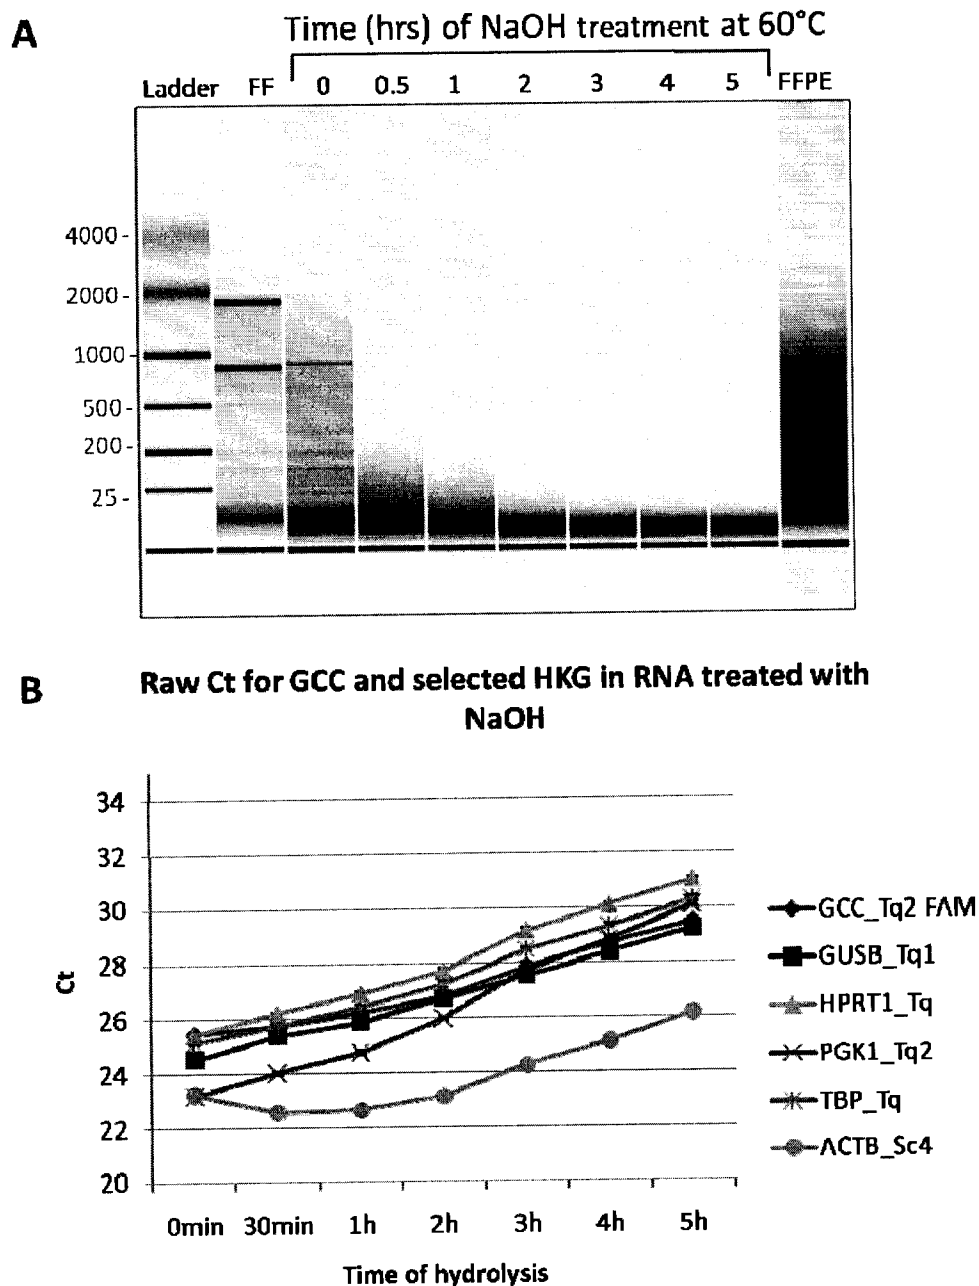 A
Time (hrs) of NaOH treatment at 60°C
Ladder FF 0 0.5 1 2 3 4 5 FFPE
4000-
2000-
1000-
500-
200-
25-
B
Raw Ct for GCC and selected HKG in RNA treated with
NaOH
34
32
30
28
26
24
22
20
Ct
0min 30min 1h 2h 3h 4h 5h
Time of hydrolysis
GCC_Tq2 FAM
GUSB_Tq1
HPRT1_Tq
PGK1_Tq2
TBP_Tq
ACTB_Sc4